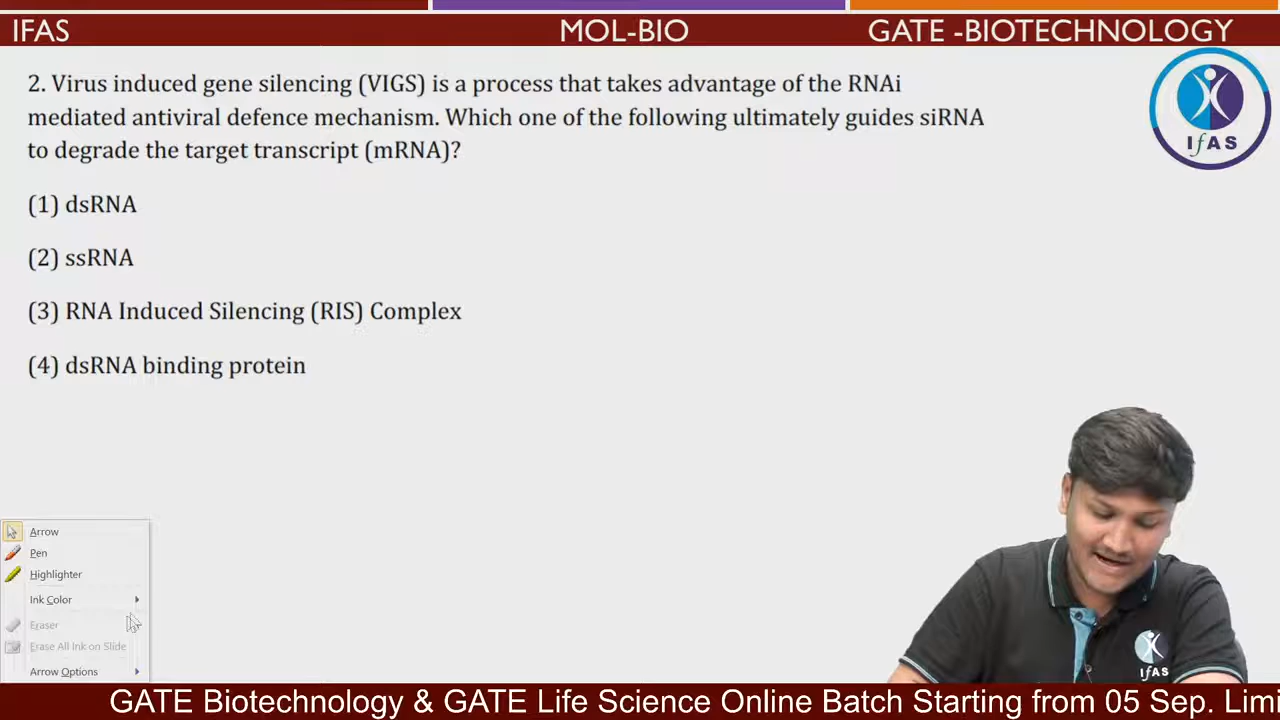 IFAS MOL-BIO GATE -BIOTECHNOLOGY
2. Virus induced gene silencing (VIGS) is a process that takes advantage of the RNAi
mediated antiviral defence mechanism. Which one of the following ultimately guides siRNA
to degrade the target transcript (mRNA)?
(1) dsRNA
(2) ssRNA
(3) RNA Induced Silencing (RIS) Complex
(4) dsRNA binding protein
IfAS
Arrow
Pen
Highlighter
Ink Color
Eraser
Erase All Ink on Slide
Arrow Options
IfAS
GATE Biotechnology & GATE Life Science Online Batch Starting from 05 Sep. Limi